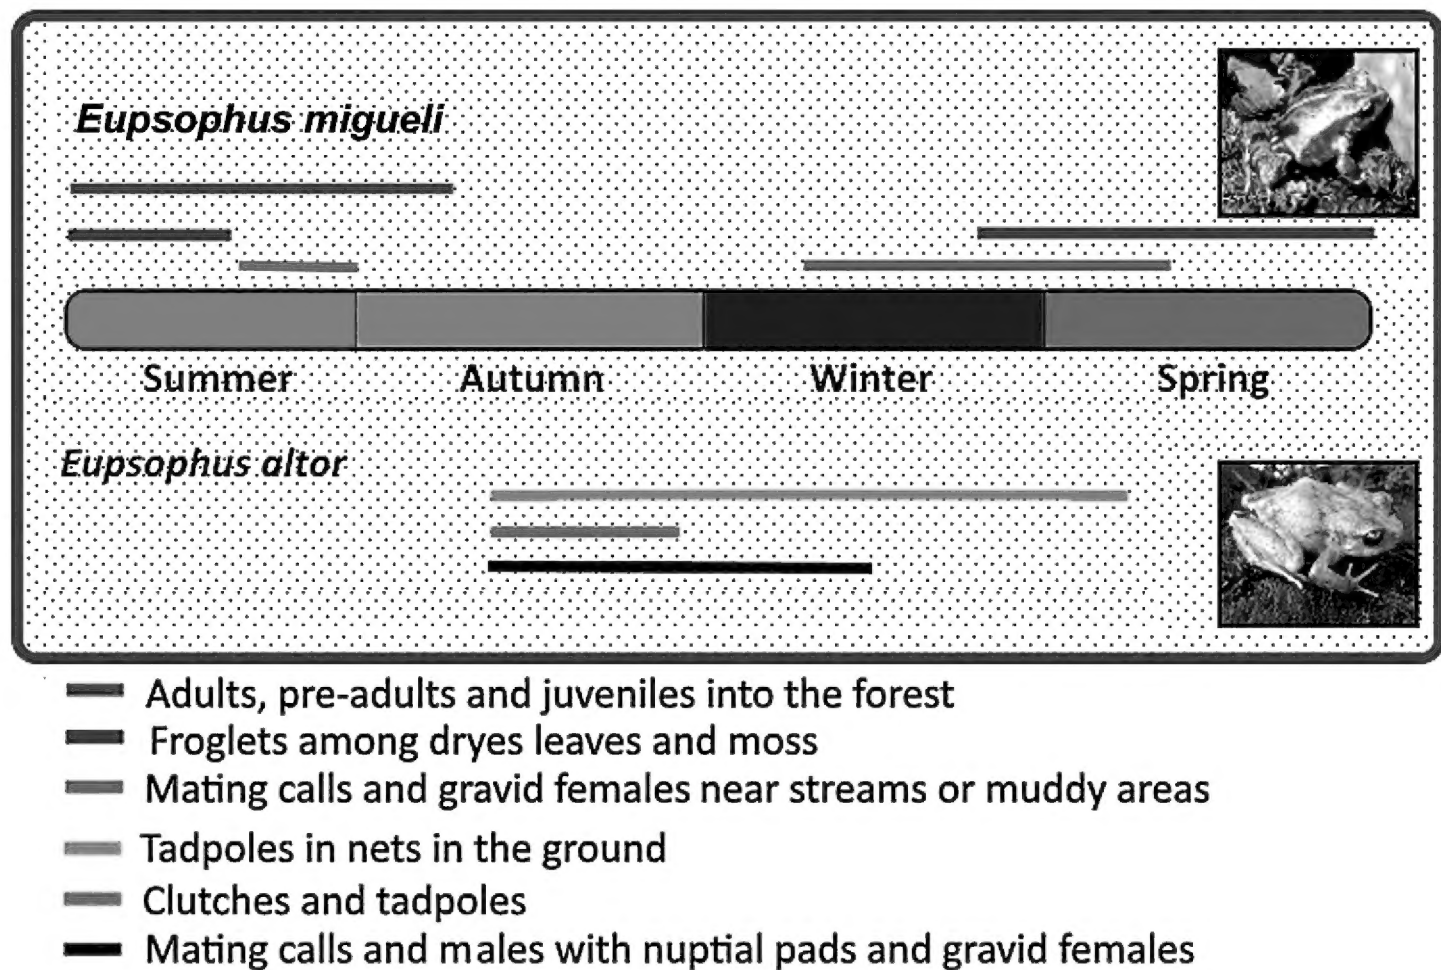 Eupsophus migueli
Summer Autumn Winter Spring
Eupsophus altor
Adults, pre-adults and juveniles into the forest
Froglets among dryes leaves and moss
Mating calls and gravid females near streams or muddy areas
Tadpoles in nets in the ground
Clutches and tadpoles
Mating calls and males with nuptial pads and gravid females